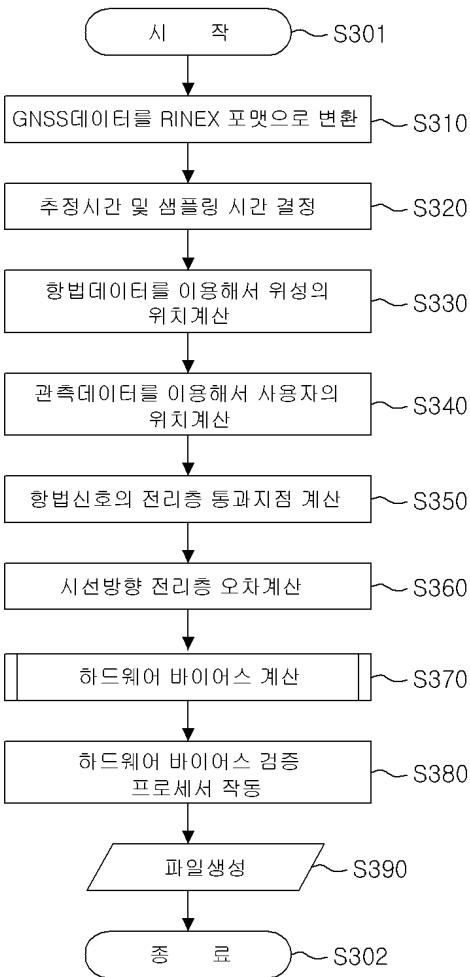 시 작
S301
GNSS데이터를 RINEX 포맷으로 변환
S310
추정시간 및 샘플링 시간 결정
S320
항법데이터를 이용해서 위성의
위치계산
S330
관측데이터를 이용해서 사용자의
위치계산
S340
항법신호의 전리층 통과지점 계산
S350
시선방향 전리층 오차계산
S360
하드웨어 바이어스 계산
S370
하드웨어 바이어스 검증
프로세서 작동
S380
파일생성
S390
종 료
S302